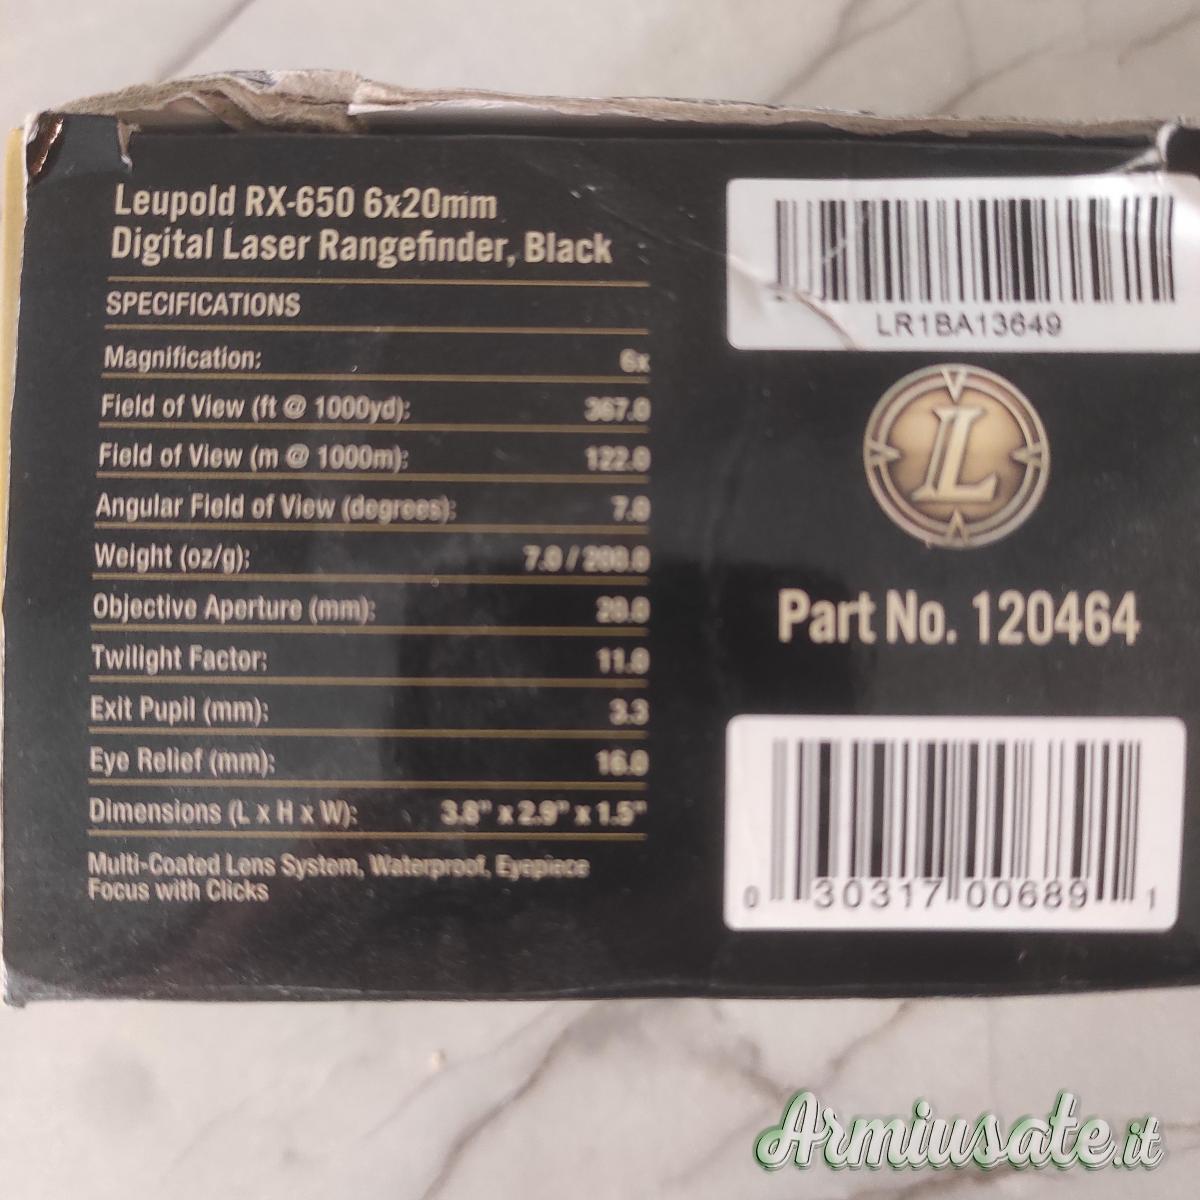 Leupold RX-650 6x20mm
Digital Laser Rangefinder, Black
SPECIFICATIONS
Magnification: 6x
Field of View (ft @ 1000yd): 367.0
Field of View (m @ 1000m): 122.0
Angular Field of View (degrees): 7.0
Weight (oz/g): 7.0 / 200.0
Objective Aperture (mm): 20.0
Twilight Factor: 11.0
Exit Pupil (mm): 3.3
Eye Relief (mm): 16.0
Dimensions (L x H x W): 3.8" x 2.9" x 1.5"
Multi-Coated Lens System, Waterproof, Eyepiece
Focus with Clicks
LR1BA13649
L
Part No. 120464
0 30317 00689 1
Armiusate.it